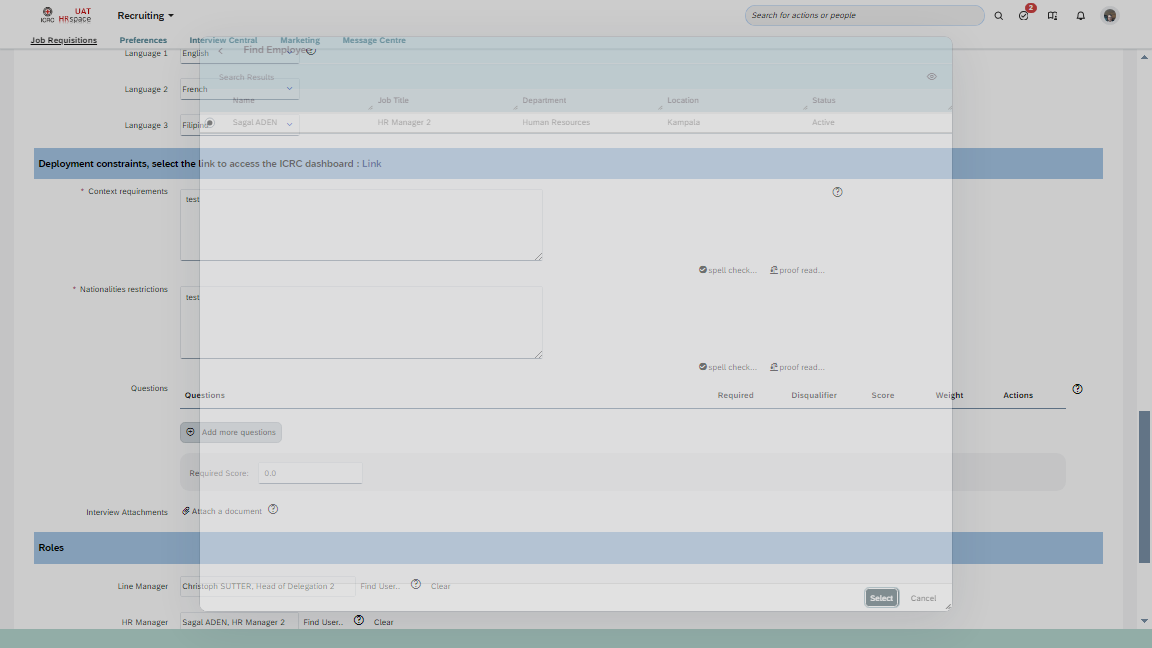 ICRC
UAT
HRspace
Recruiting
Search for actions or people
2
Job Requisitions
Preferences
Interview Central
Marketing
Message Centre
Language 1
English
Find Employee
Search Results
Language 2
French
Name
Job Title
Department
Location
Status
Language 3
Filipino
Sagal ADEN
HR Manager 2
Human Resources
Kampala
Active
Deployment constraints, select the link to access the ICRC dashboard : Link
* Context requirements
test
spell check...
proof read...
* Nationalities restrictions
test
spell check...
proof read...
Questions
Questions
Required
Disqualifier
Score
Weight
Actions
Add more questions
Required Score:
0.0
Interview Attachments
Attach a document
Roles
Line Manager
Christoph SUTTER, Head of Delegation 2
Find User..
Clear
Select
Cancel
HR Manager
Sagal ADEN, HR Manager 2
Find User..
Clear